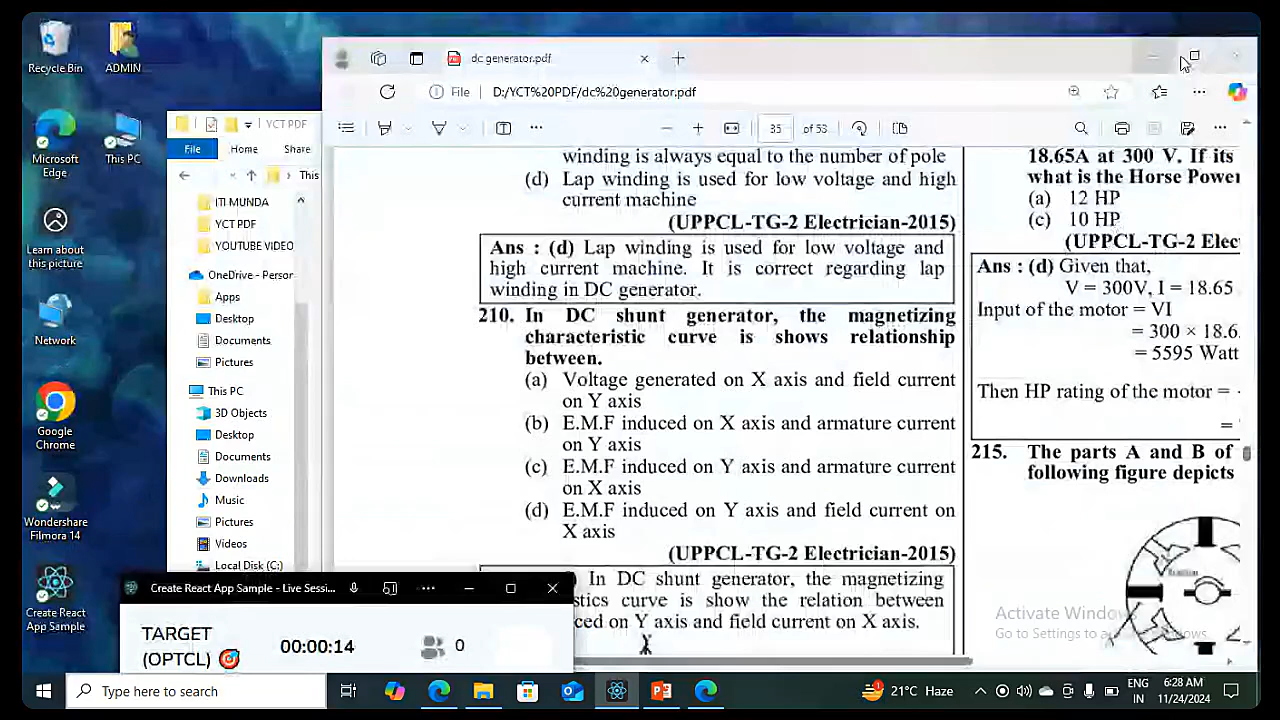 Recycle Bin
ADMIN
Microsoft
Edge
This PC
Learn about
this picture
Network
Google
Chrome
Wondershare
Filmora 14
Create React
App Sample
YCT PDF
File
Home
Share
This
ITI MUNDA
YCT PDF
YOUTUBE VIDEO
OneDrive - Person
Apps
Desktop
Documents
Pictures
This PC
3D Objects
Desktop
Documents
Downloads
Music
Pictures
Videos
Local Disk (C:)
dc generator.pdf
File
D:/YCT%20PDF/dc%20generator.pdf
35
of 53
winding is always equal to the number of pole
(d) Lap winding is used for low voltage and high
current machine
(UPPCL-TG-2 Electrician-2015)
Ans : (d) Lap winding is used for low voltage and
high current machine. It is correct regarding lap
winding in DC generator.
210. In DC shunt generator, the magnetizing
characteristic curve is shows relationship
between.
(a) Voltage generated on X axis and field current
on Y axis
(b) E.M.F induced on X axis and armature current
on Y axis
(c) E.M.F induced on Y axis and armature current
on X axis
(d) E.M.F induced on Y axis and field current on
X axis
(UPPCL-TG-2 Electrician-2015)
In DC shunt generator, the magnetizing
stics curve is show the relation between
ced on Y axis and field current on X axis.
18.65A at 300 V. If its
what is the Horse Power
(a) 12 HP
(c) 10 HP
(UPPCL-TG-2 Elec
Ans : (d) Given that,
V = 300V, I = 18.65
Input of the motor = VI
= 300 × 18.6
= 5595 Watt
Then HP rating of the motor =
=
215. The parts A and B of
following figure depicts
Activate Windows
Go to Settings to activate Windows.
Create React App Sample - Live Sessi...
TARGET
(OPTCL)
00:00:14
0
Type here to search
21°C Haze
ENG
IN
6:28 AM
11/24/2024